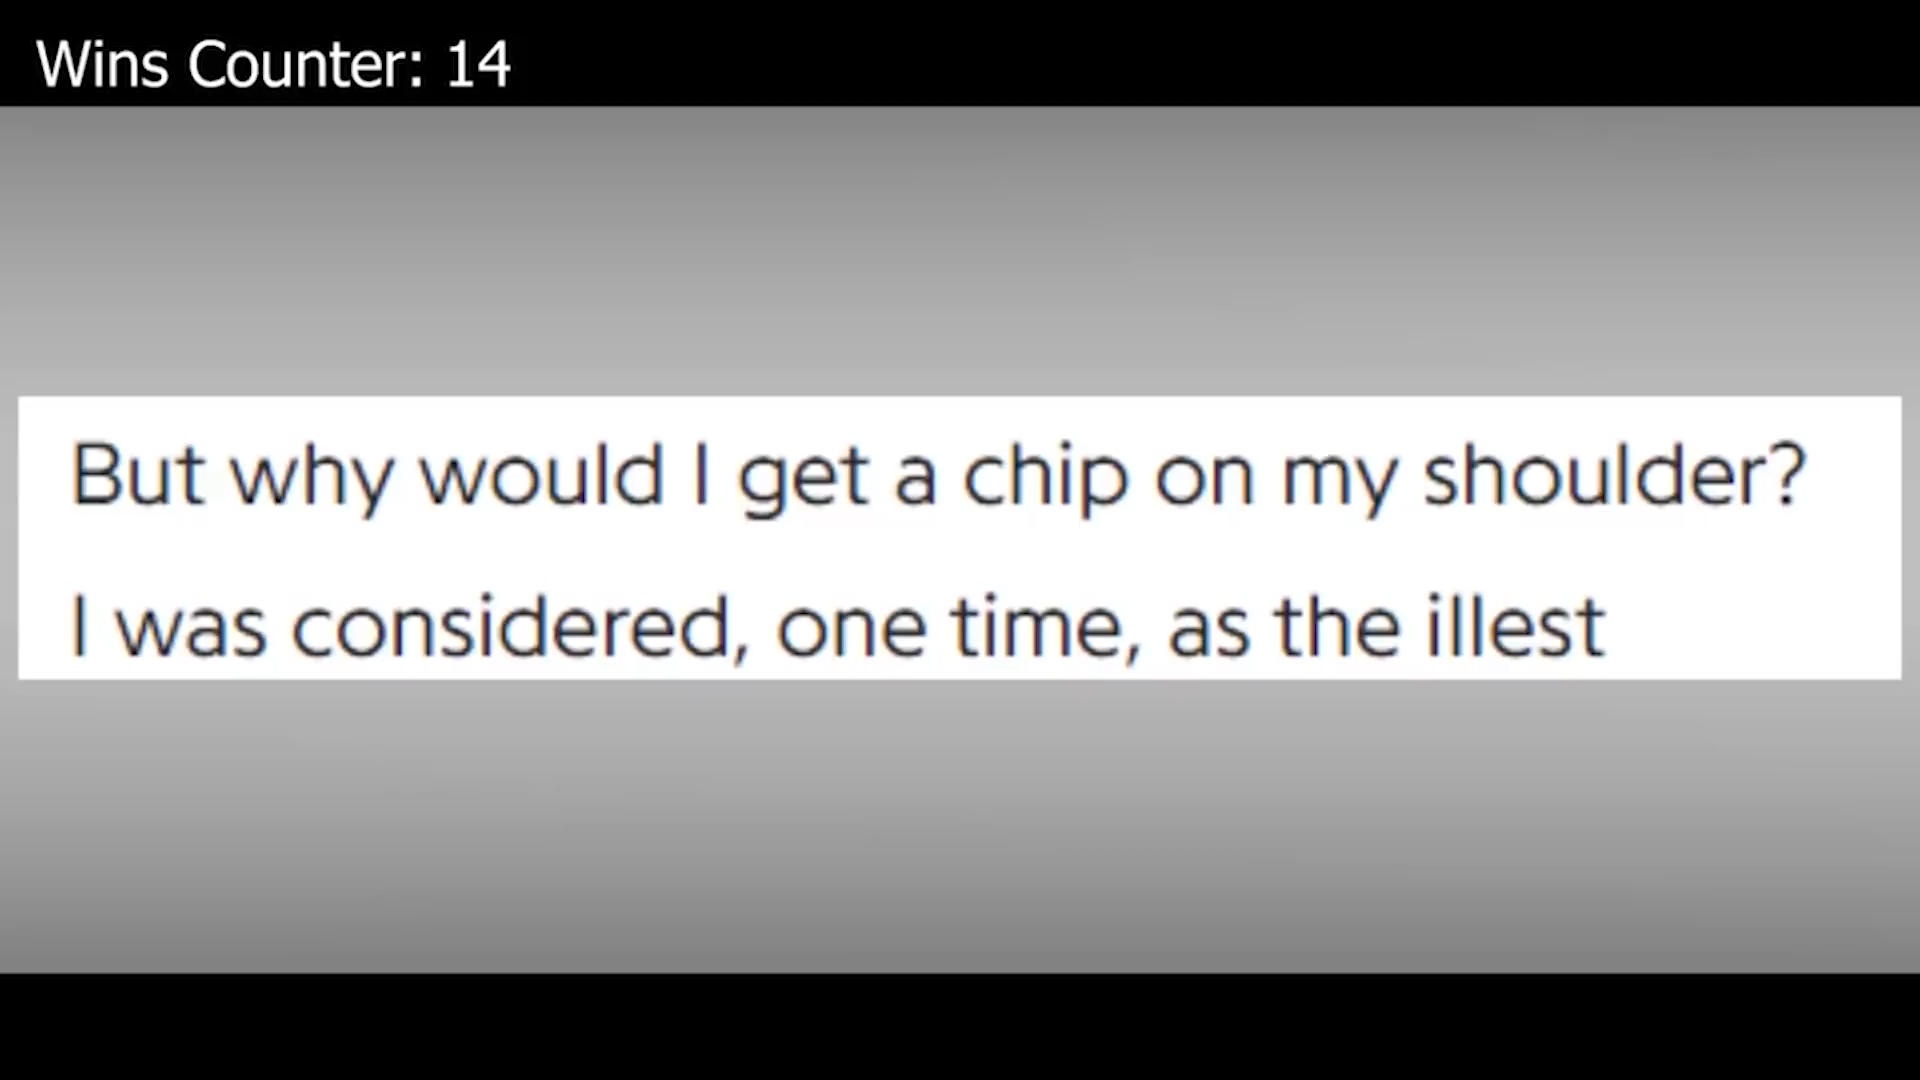 Wins Counter: 14
But why would I get a chip on my shoulder?
I was considered, one time, as the illest